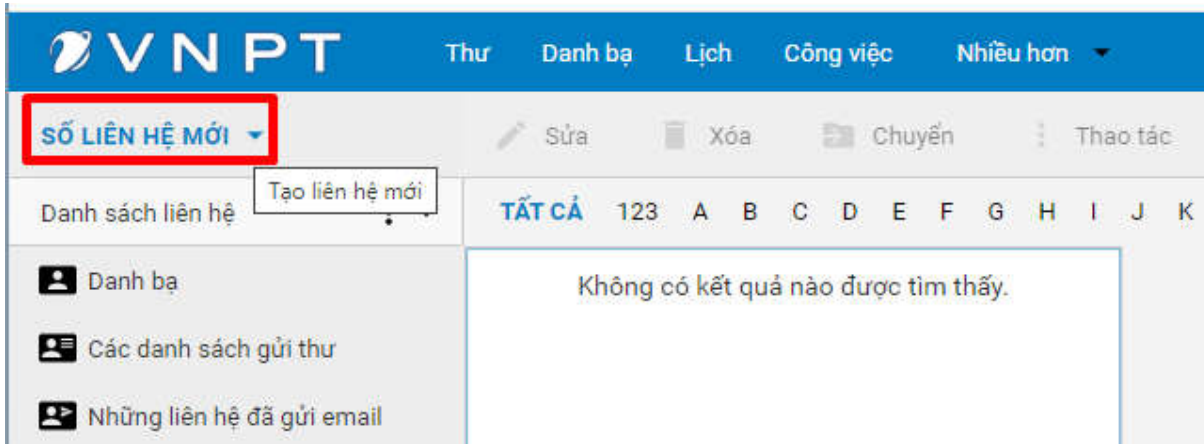 VNPT Thư Danh bạ Lịch Công việc Nhiều hơn
SỐ LIÊN HỆ MỚI Sửa Xóa Chuyển Thao tác
Tạo liên hệ mới
Danh sách liên hệ TẤT CẢ 123 A B C D E F G H I J K
Danh bạ Không có kết quả nào được tìm thấy.
Các danh sách gửi thư
Những liên hệ đã gửi email